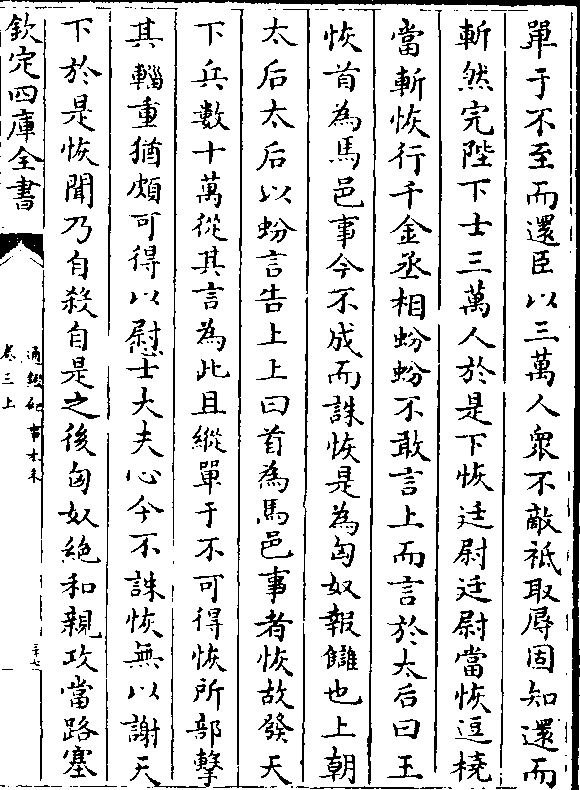 單于不至而還臣以三萬人衆不敵祗取辱固知還而
斬然完陛下士三萬人於是下恢廷尉廷尉當恢逗橈
當斬恢行千金丞相蚡蚡不敢言上而言於太后曰王
恢首為馬邑事今不成而誅恢是為匈奴報讎也上朝
太后太后以蚡言告上上曰首為馬邑事者恢故發天
下兵數十萬從其言為此且縱單于不可得恢所部擊
其輜重猶頗可得以慰士大夫心今不誅恢無以謝天
下於是恢聞乃自殺自是之後匈奴絶和親攻當路塞
欽定四庫全書
通鑑紀事本末
卷三上
三七